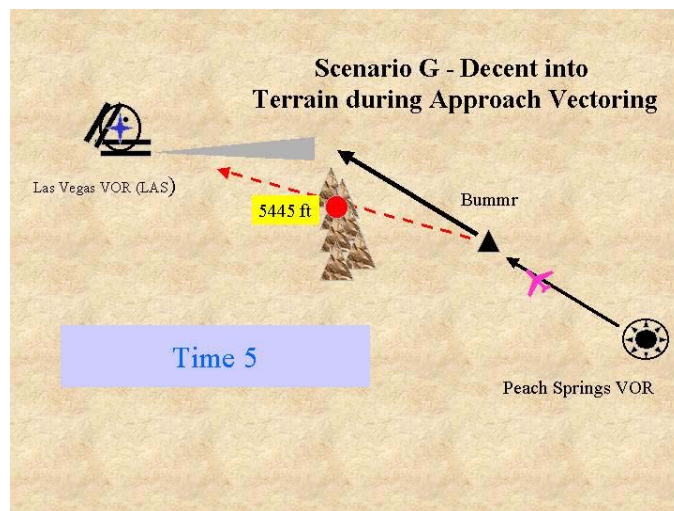 Scenario G - Decent into
Terrain during Approach Vectoring
Las Vegas VOR (LAS)
Bummr
5445 ft
Time 5
Peach Springs VOR